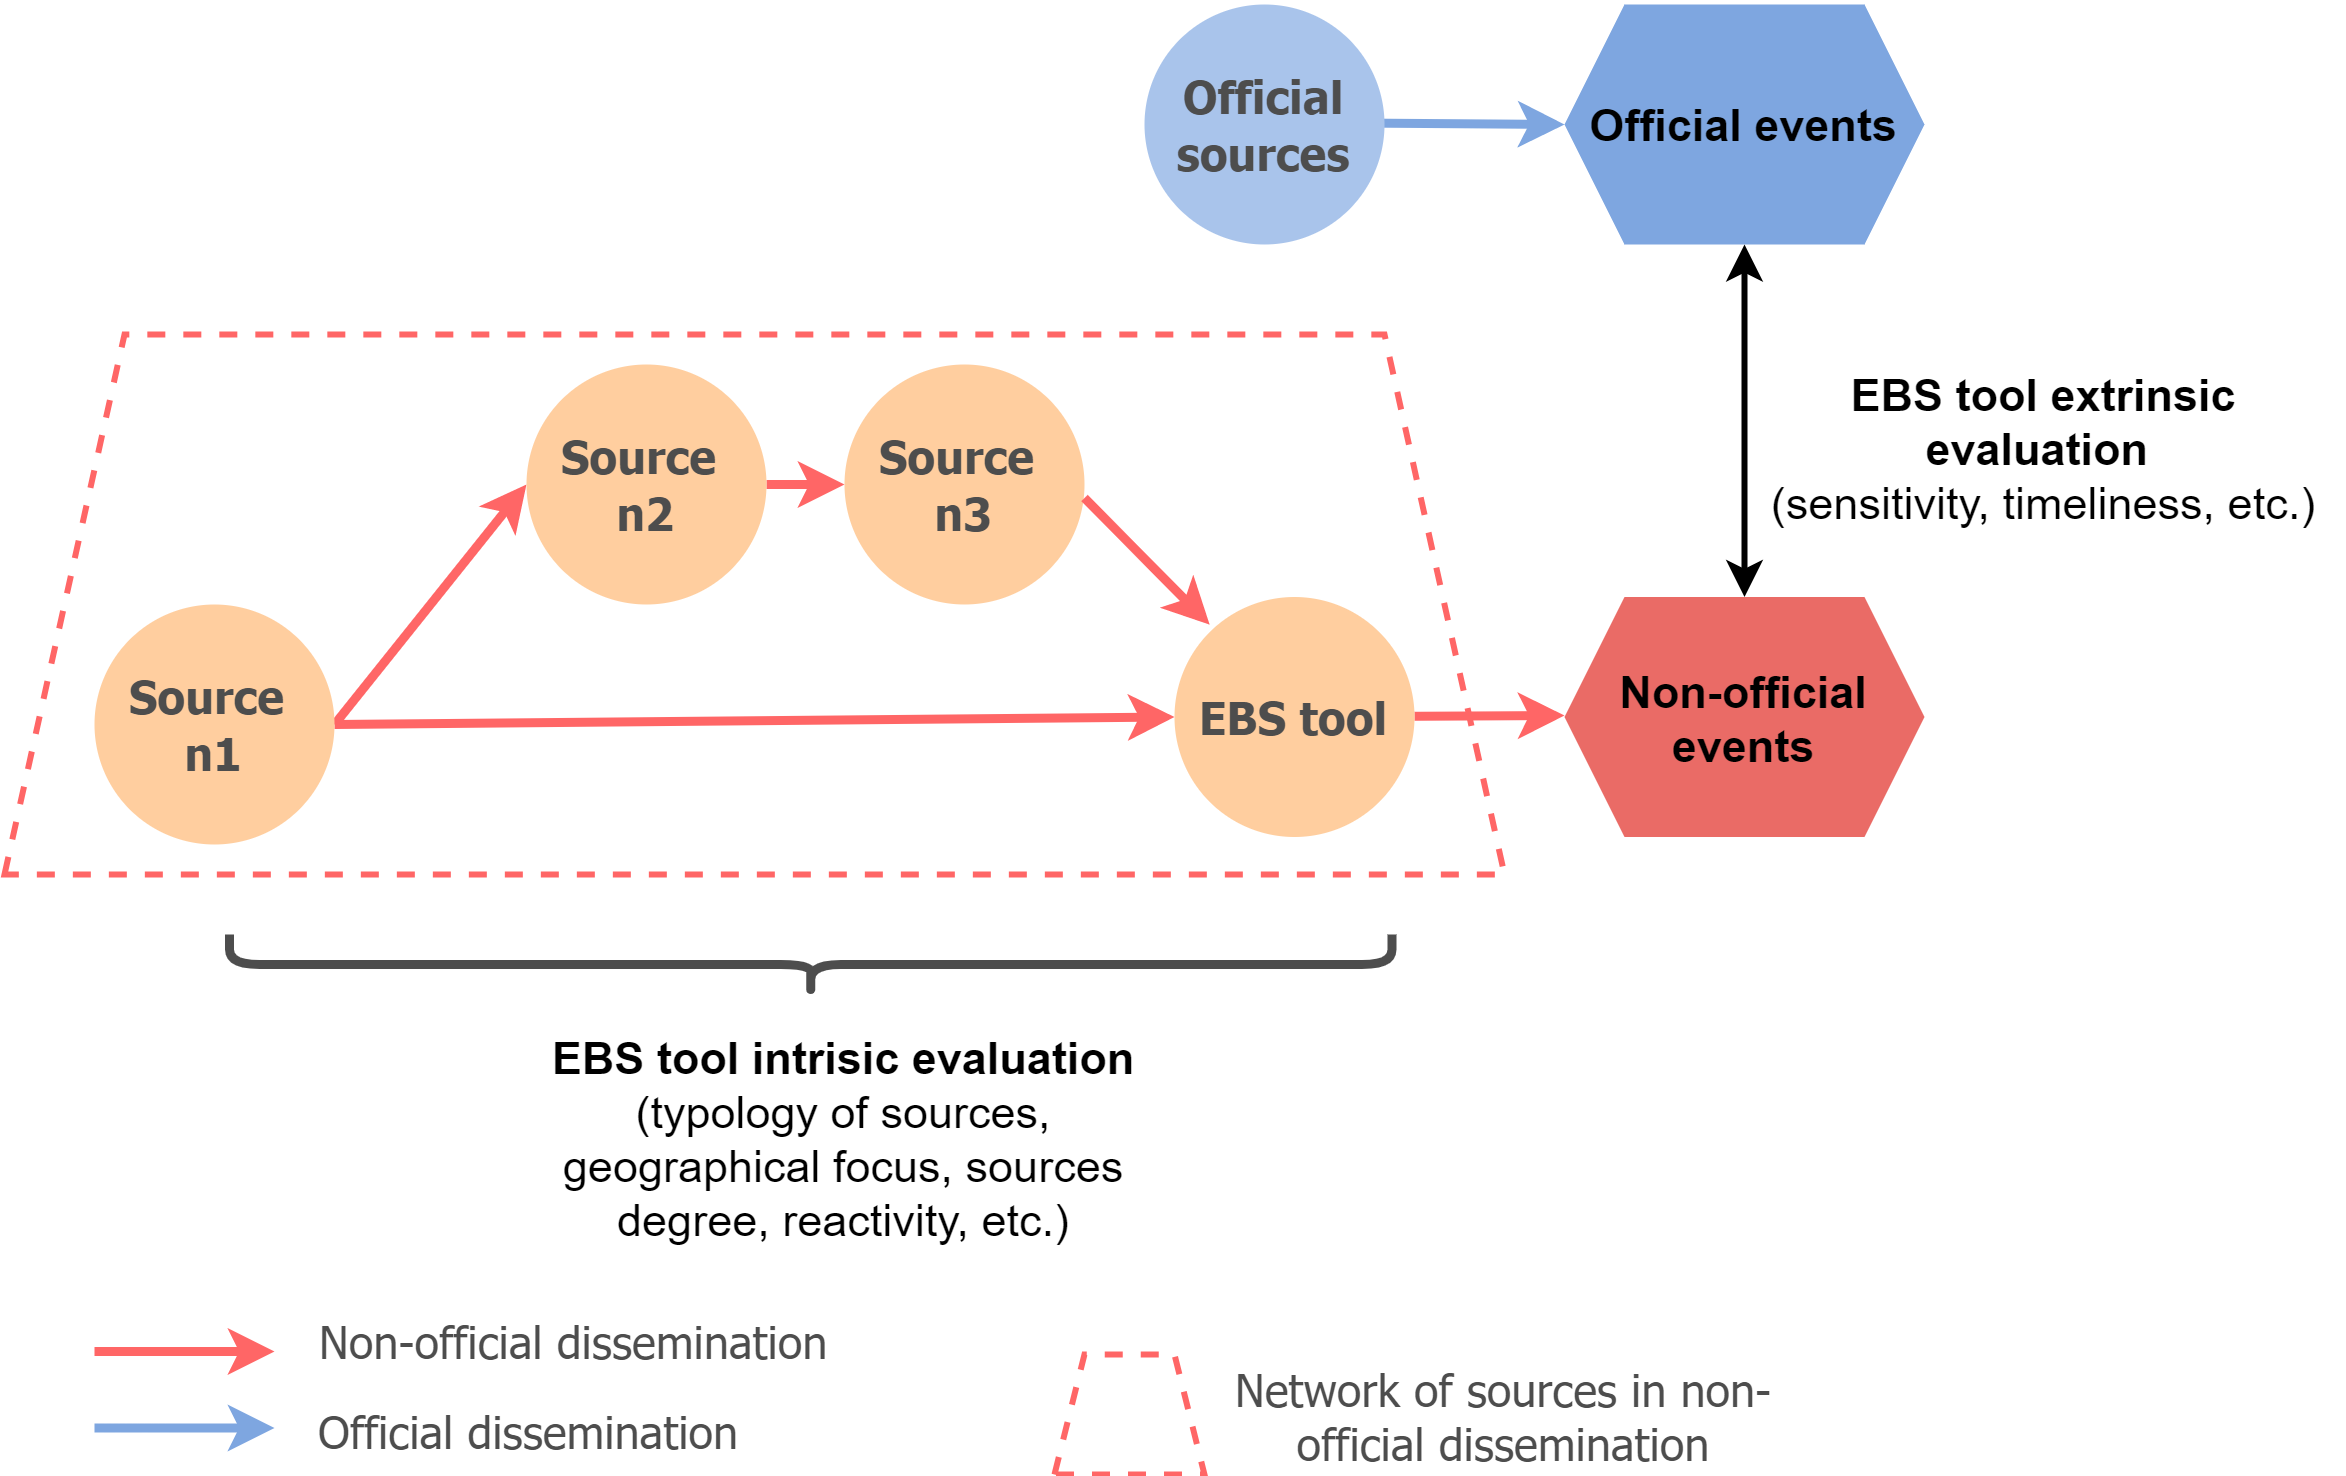 Official
sources
Official events
EBS tool extrinsic
evaluation
(sensitivity, timeliness, etc.)
Source
n2
Source
n3
Source
n1
EBS tool
Non-official
events
EBS tool intrisic evaluation
(typology of sources,
geographical focus, sources
degree, reactivity, etc.)
Non-official dissemination
Official dissemination
Network of sources in non-
official dissemination